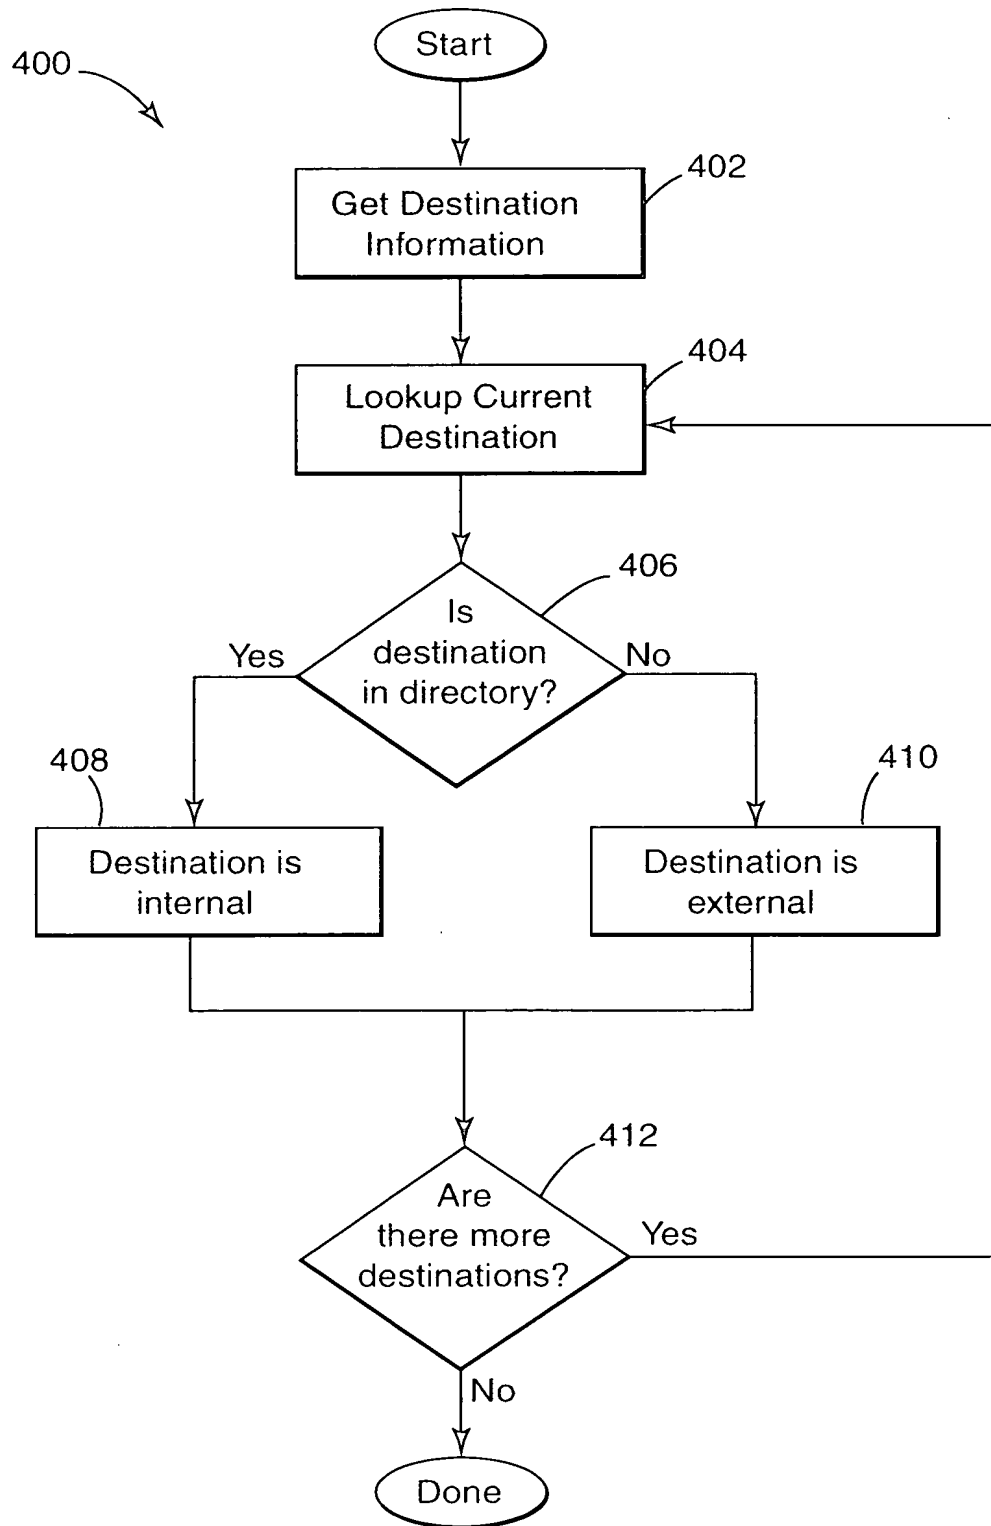 Start
400
402
Get Destination
Information
404
Lookup Current
Destination
406
Is
destination
in directory?
Yes
No
408
410
Destination is
internal
Destination is
external
412
Are
there more
destinations?
Yes
No
Done